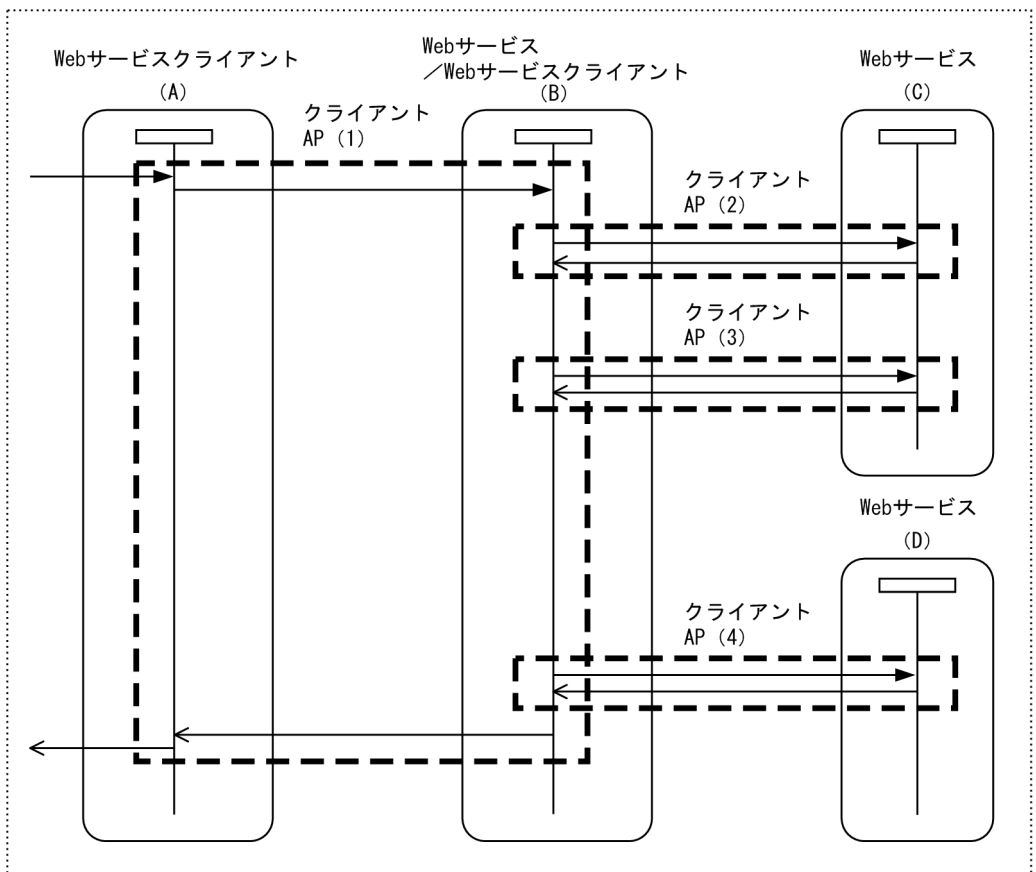 Webサービスクライアント
(A)
Webサービス
／Webサービスクライアント
(B)
Webサービス
(C)
クライアント
AP (1)
クライアント
AP (2)
クライアント
AP (3)
Webサービス
(D)
クライアント
AP (4)